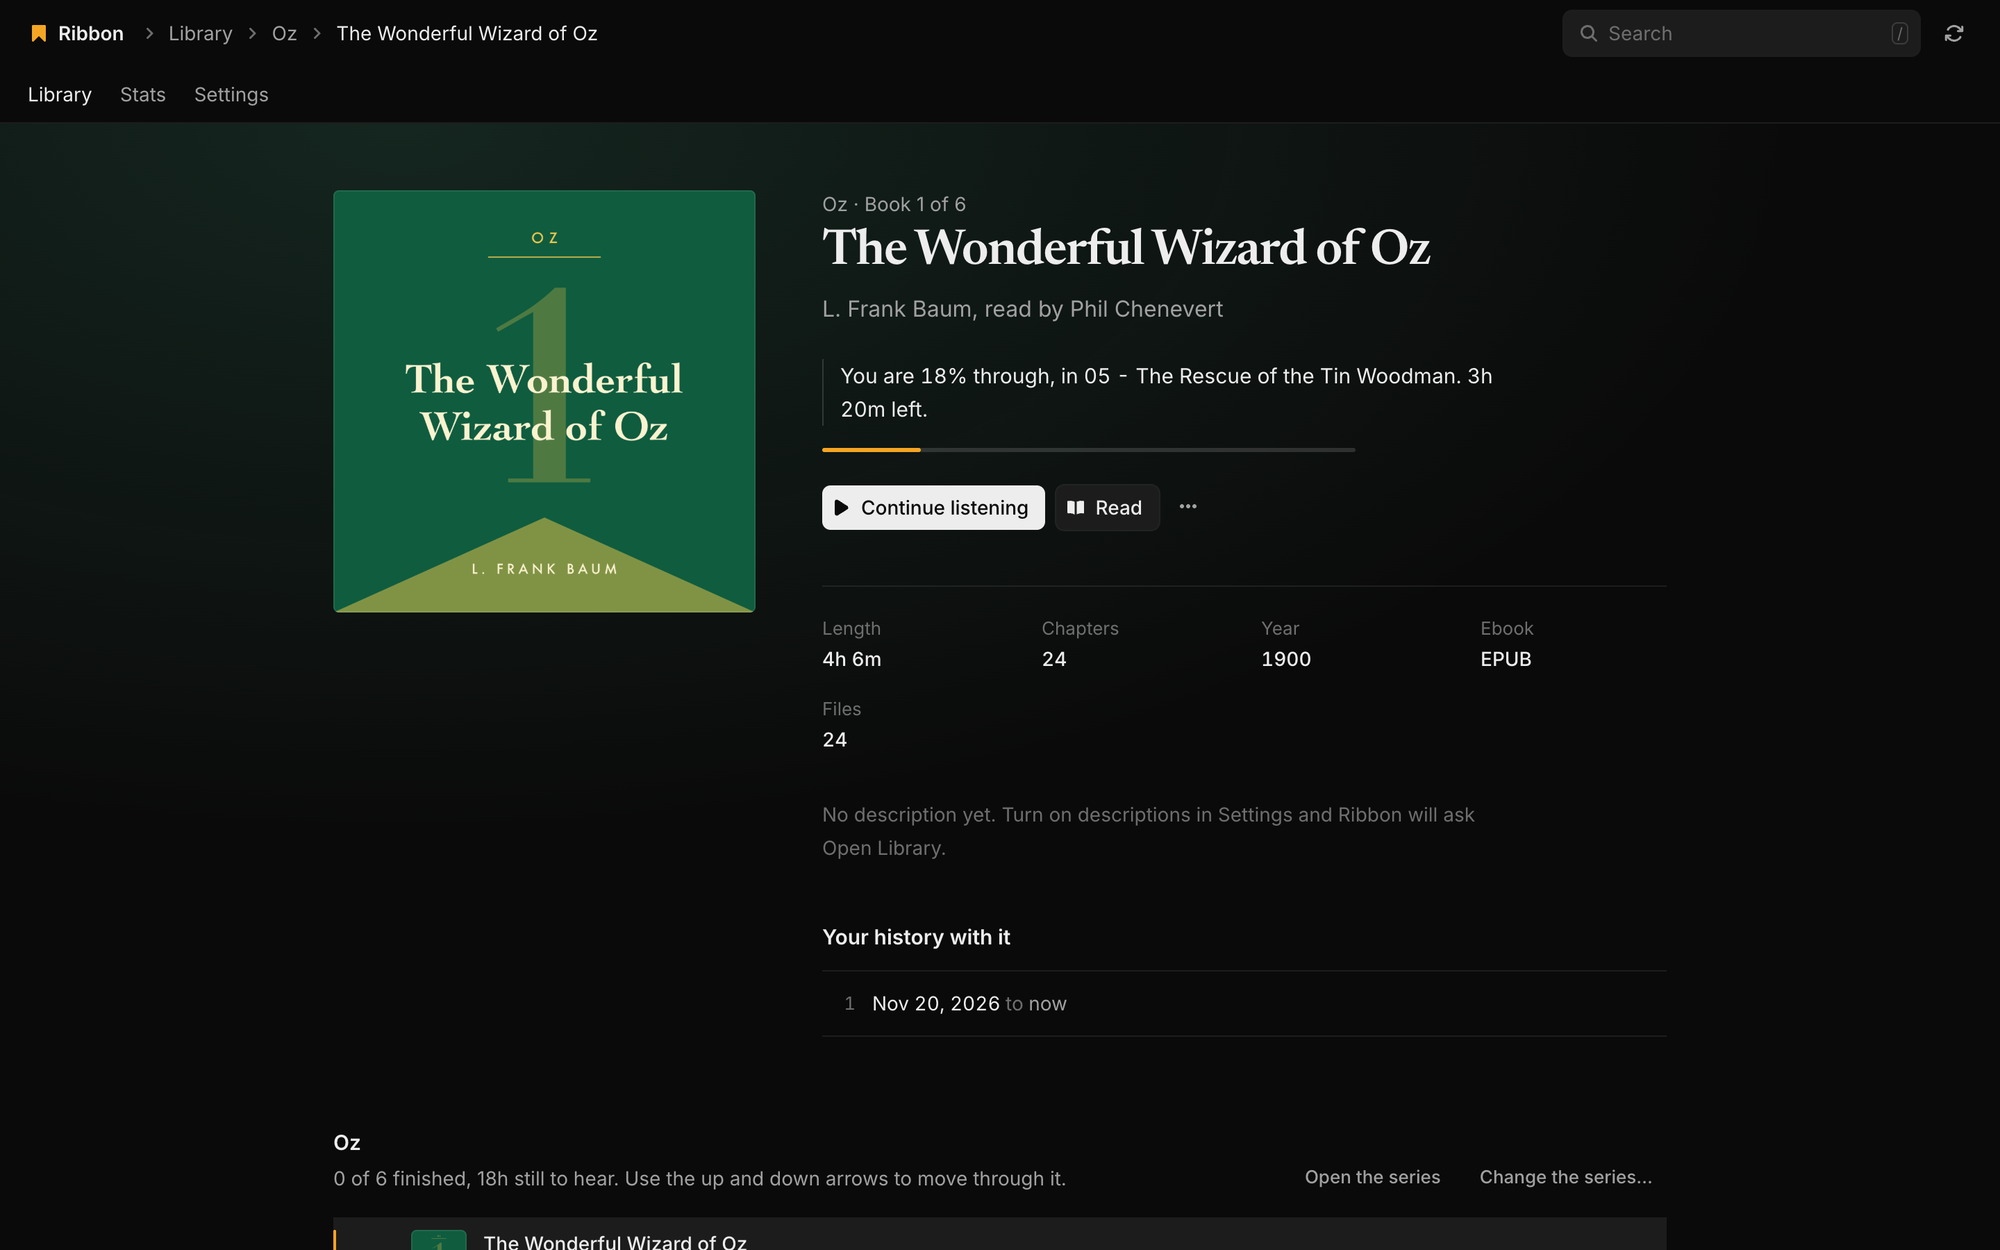 Ribbon > Library > Oz > The Wonderful Wizard of Oz
Search /
Library Stats Settings
OZ
1
The Wonderful
Wizard of Oz
L. FRANK BAUM
Oz · Book 1 of 6
The Wonderful Wizard of Oz
L. Frank Baum, read by Phil Chenevert
You are 18% through, in 05 - The Rescue of the Tin Woodman. 3h
20m left.
Continue listening Read ···
Length Chapters Year Ebook
4h 6m 24 1900 EPUB
Files
24
No description yet. Turn on descriptions in Settings and Ribbon will ask
Open Library.
Your history with it
1 Nov 20, 2026 to now
Oz
0 of 6 finished, 18h still to hear. Use the up and down arrows to move through it.
Open the series Change the series...
The Wonderful Wizard of Oz